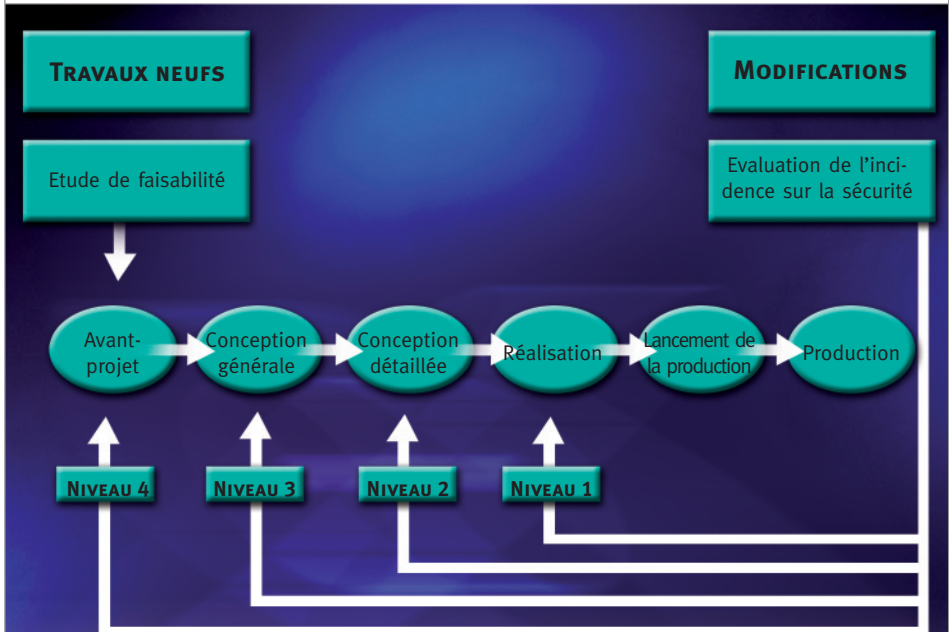 TRAVAUX NEUFS
MODIFICATIONS
Etude de faisabilité
Evaluation de l'inci-
dence sur la sécurité
Avant-
projet
Conception
générale
Conception
détaillée
Réalisation
Lancement de
la production
Production
NIVEAU 4
NIVEAU 3
NIVEAU 2
NIVEAU 1